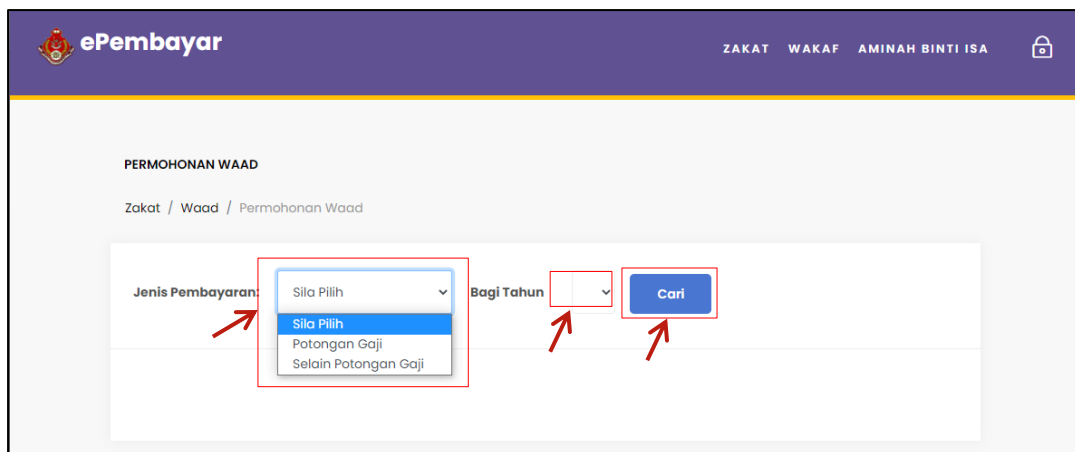 ePembayar
ZAKAT WAKAF AMINAH BINTI ISA
PERMOHONAN WAAD
Zakat / Waad / Permohonan Waad
Jenis Pembayaran: Sila Pilih Bagi Tahun Cari
Sila Pilih
Potongan Gaji
Selain Potongan Gaji